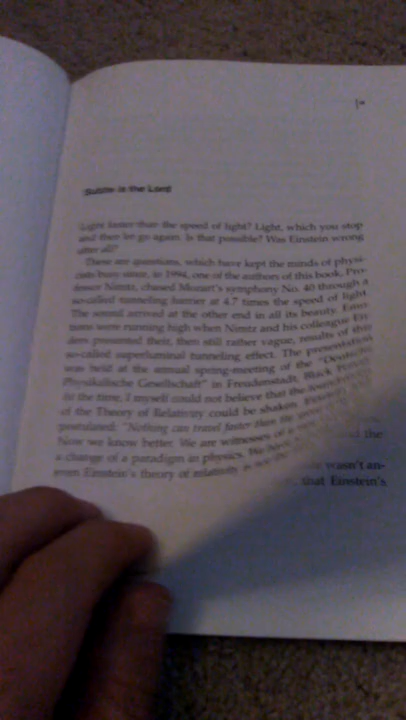 Subtle is the Lord
Light faster than the speed of light? Light, which you stop
and then let go again. Is that possible? Was Einstein wrong
after all?
These are questions, which have kept the minds of physi-
cists busy since, in 1994, one of the authors of this book, Pro-
fessor Nimtz, chased Mozart's symphony No. 40 through a
so-called tunneling barrier at 4.7 times the speed of light.
The sound arrived at the other end in all its beauty. Emo-
tions were running high when Nimtz and his colleague En-
ders presented their, then still rather vague, results of this
so-called superluminal tunneling effect. The presentation
was held at the annual spring-meeting of the "Deutsche
Physikalische Gesellschaft" in Freudenstadt, Black Forest.
At the time, I myself could not believe that the
of the Theory of Relativity could be shaken.
postulated: "Nothing can travel faster than the
Now we know better. We are witnesses of a and the
a change of a paradigm in physics. We have
even Einstein's theory of relativity is wasn't an-
that Einstein's